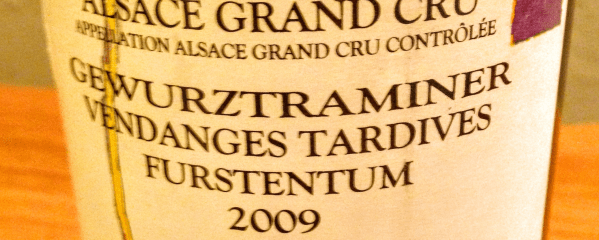 ALSACE GRAND CRU
APPELLATION ALSACE GRAND CRU CONTRÔLÉE
GEWURZTRAMINER
VENDANGES TARDIVES
FURSTENTUM
2009